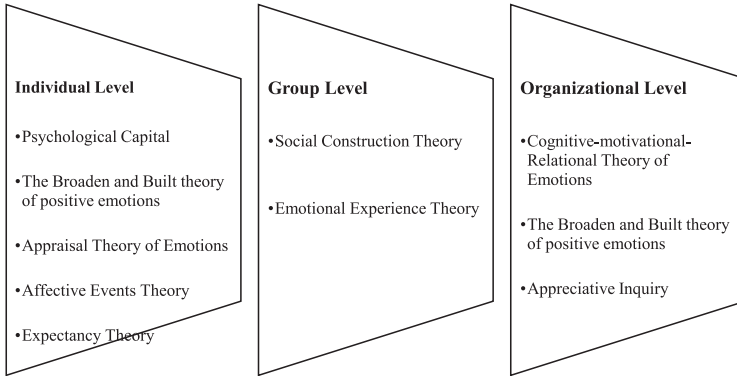 Individual Level
•Psychological Capital
•The Broaden and Built theory
of positive emotions
•Appraisal Theory of Emotions
•Affective Events Theory
•Expectancy Theory
Group Level
•Social Construction Theory
•Emotional Experience Theory
Organizational Level
•Cognitive-motivational-
Relational Theory of
Emotions
•The Broaden and Built theory
of positive emotions
•Appreciative Inquiry